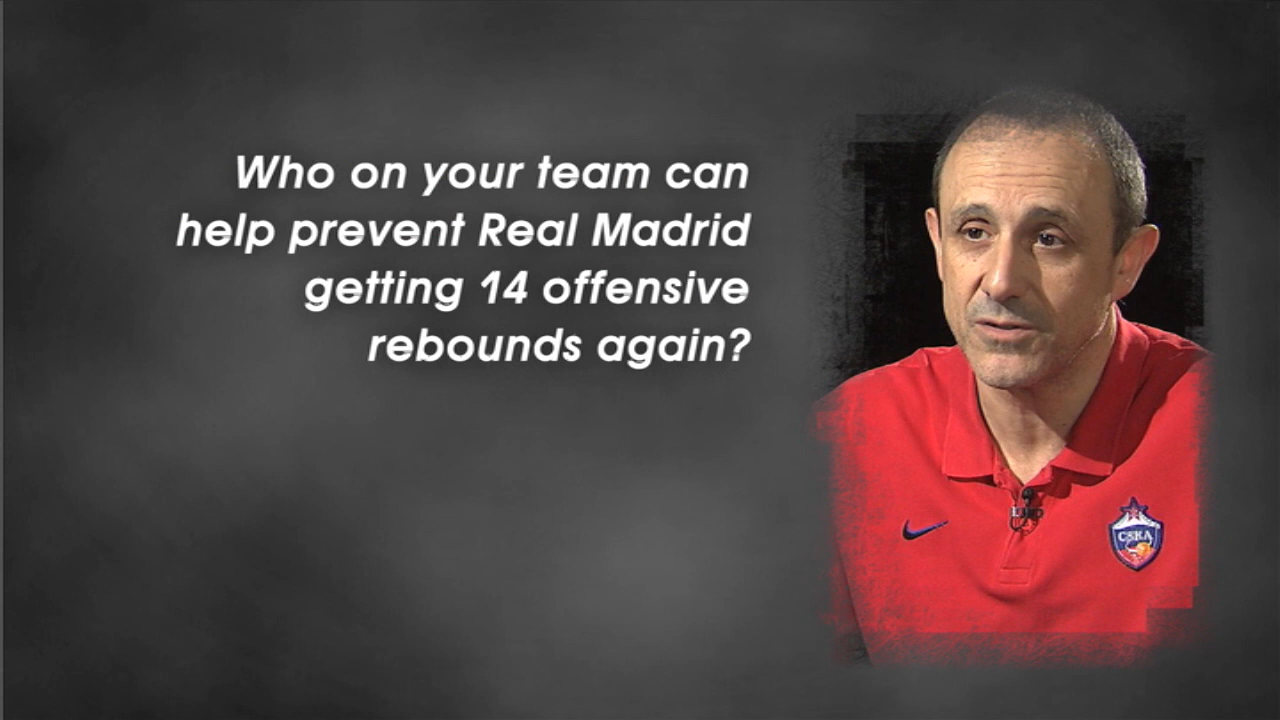 Who on your team can
help prevent Real Madrid
getting 14 offensive
rebounds again?
CSKA